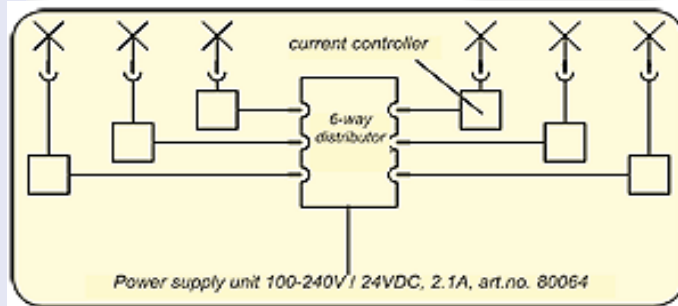 current controller
6-way
distributor
Power supply unit 100-240V / 24VDC, 2.1A, art.no. 80064